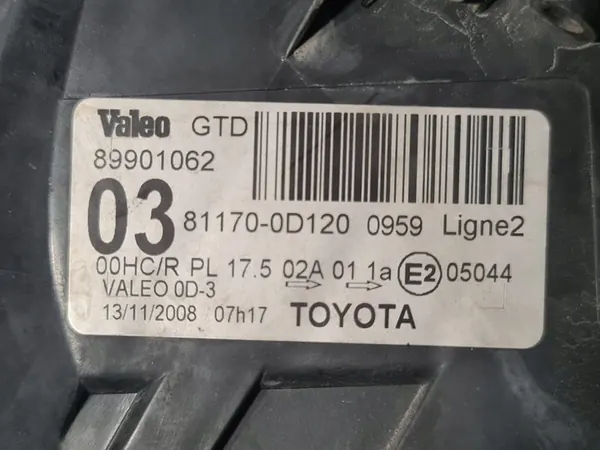 Valeo GTD
89901062
03 81170-0D120 0959 Ligne2
00HC/R PL 17.5 02A 01 1a E2 05044
VALEO 0D-3
13/11/2008 07h17 TOYOTA